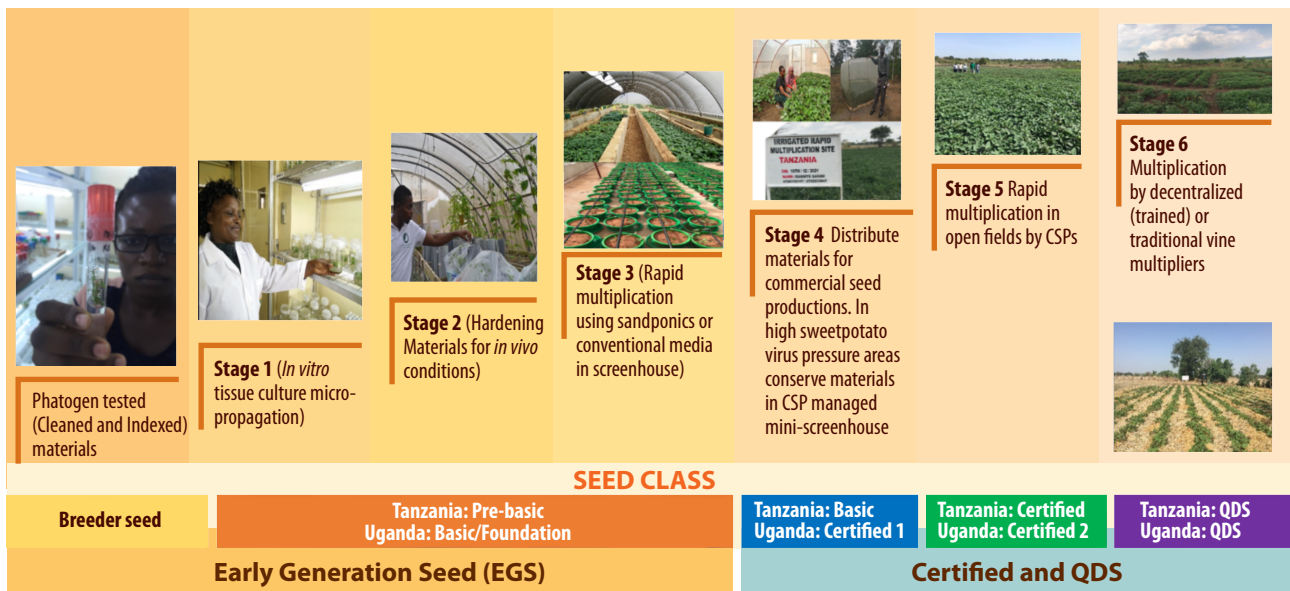 Phatogen tested
(Cleaned and Indexed)
materials
Stage 1 (In vitro
tissue culture micro-
propagation)
Stage 2 (Hardening
Materials for in vivo
conditions)
Stage 3 (Rapid
multiplication
using sandponics or
conventional media
in screenhouse)
IRRIGATED RAPID
MULTIPLICATION SITE
TANZANIA
Stage 4 Distribute
materials for
commercial seed
productions. In
high sweetpotato
virus pressure areas
conserve materials
in CSP managed
mini-screenhouse
Stage 5 Rapid
multiplication in
open fields by CSPs
Stage 6
Multiplication
by decentralized
(trained) or
traditional vine
multipliers
SEED CLASS
Breeder seed
Tanzania: Pre-basic
Uganda: Basic/Foundation
Tanzania: Basic
Uganda: Certified 1
Tanzania: Certified
Uganda: Certified 2
Tanzania: QDS
Uganda: QDS
Early Generation Seed (EGS)
Certified and QDS